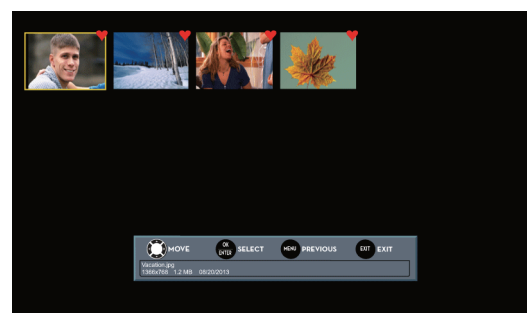 MOVE
OK ENTER SELECT
MENU PREVIOUS
EXIT EXIT
Vacation.jpg
1366x768 1.2 MB 08/20/2013